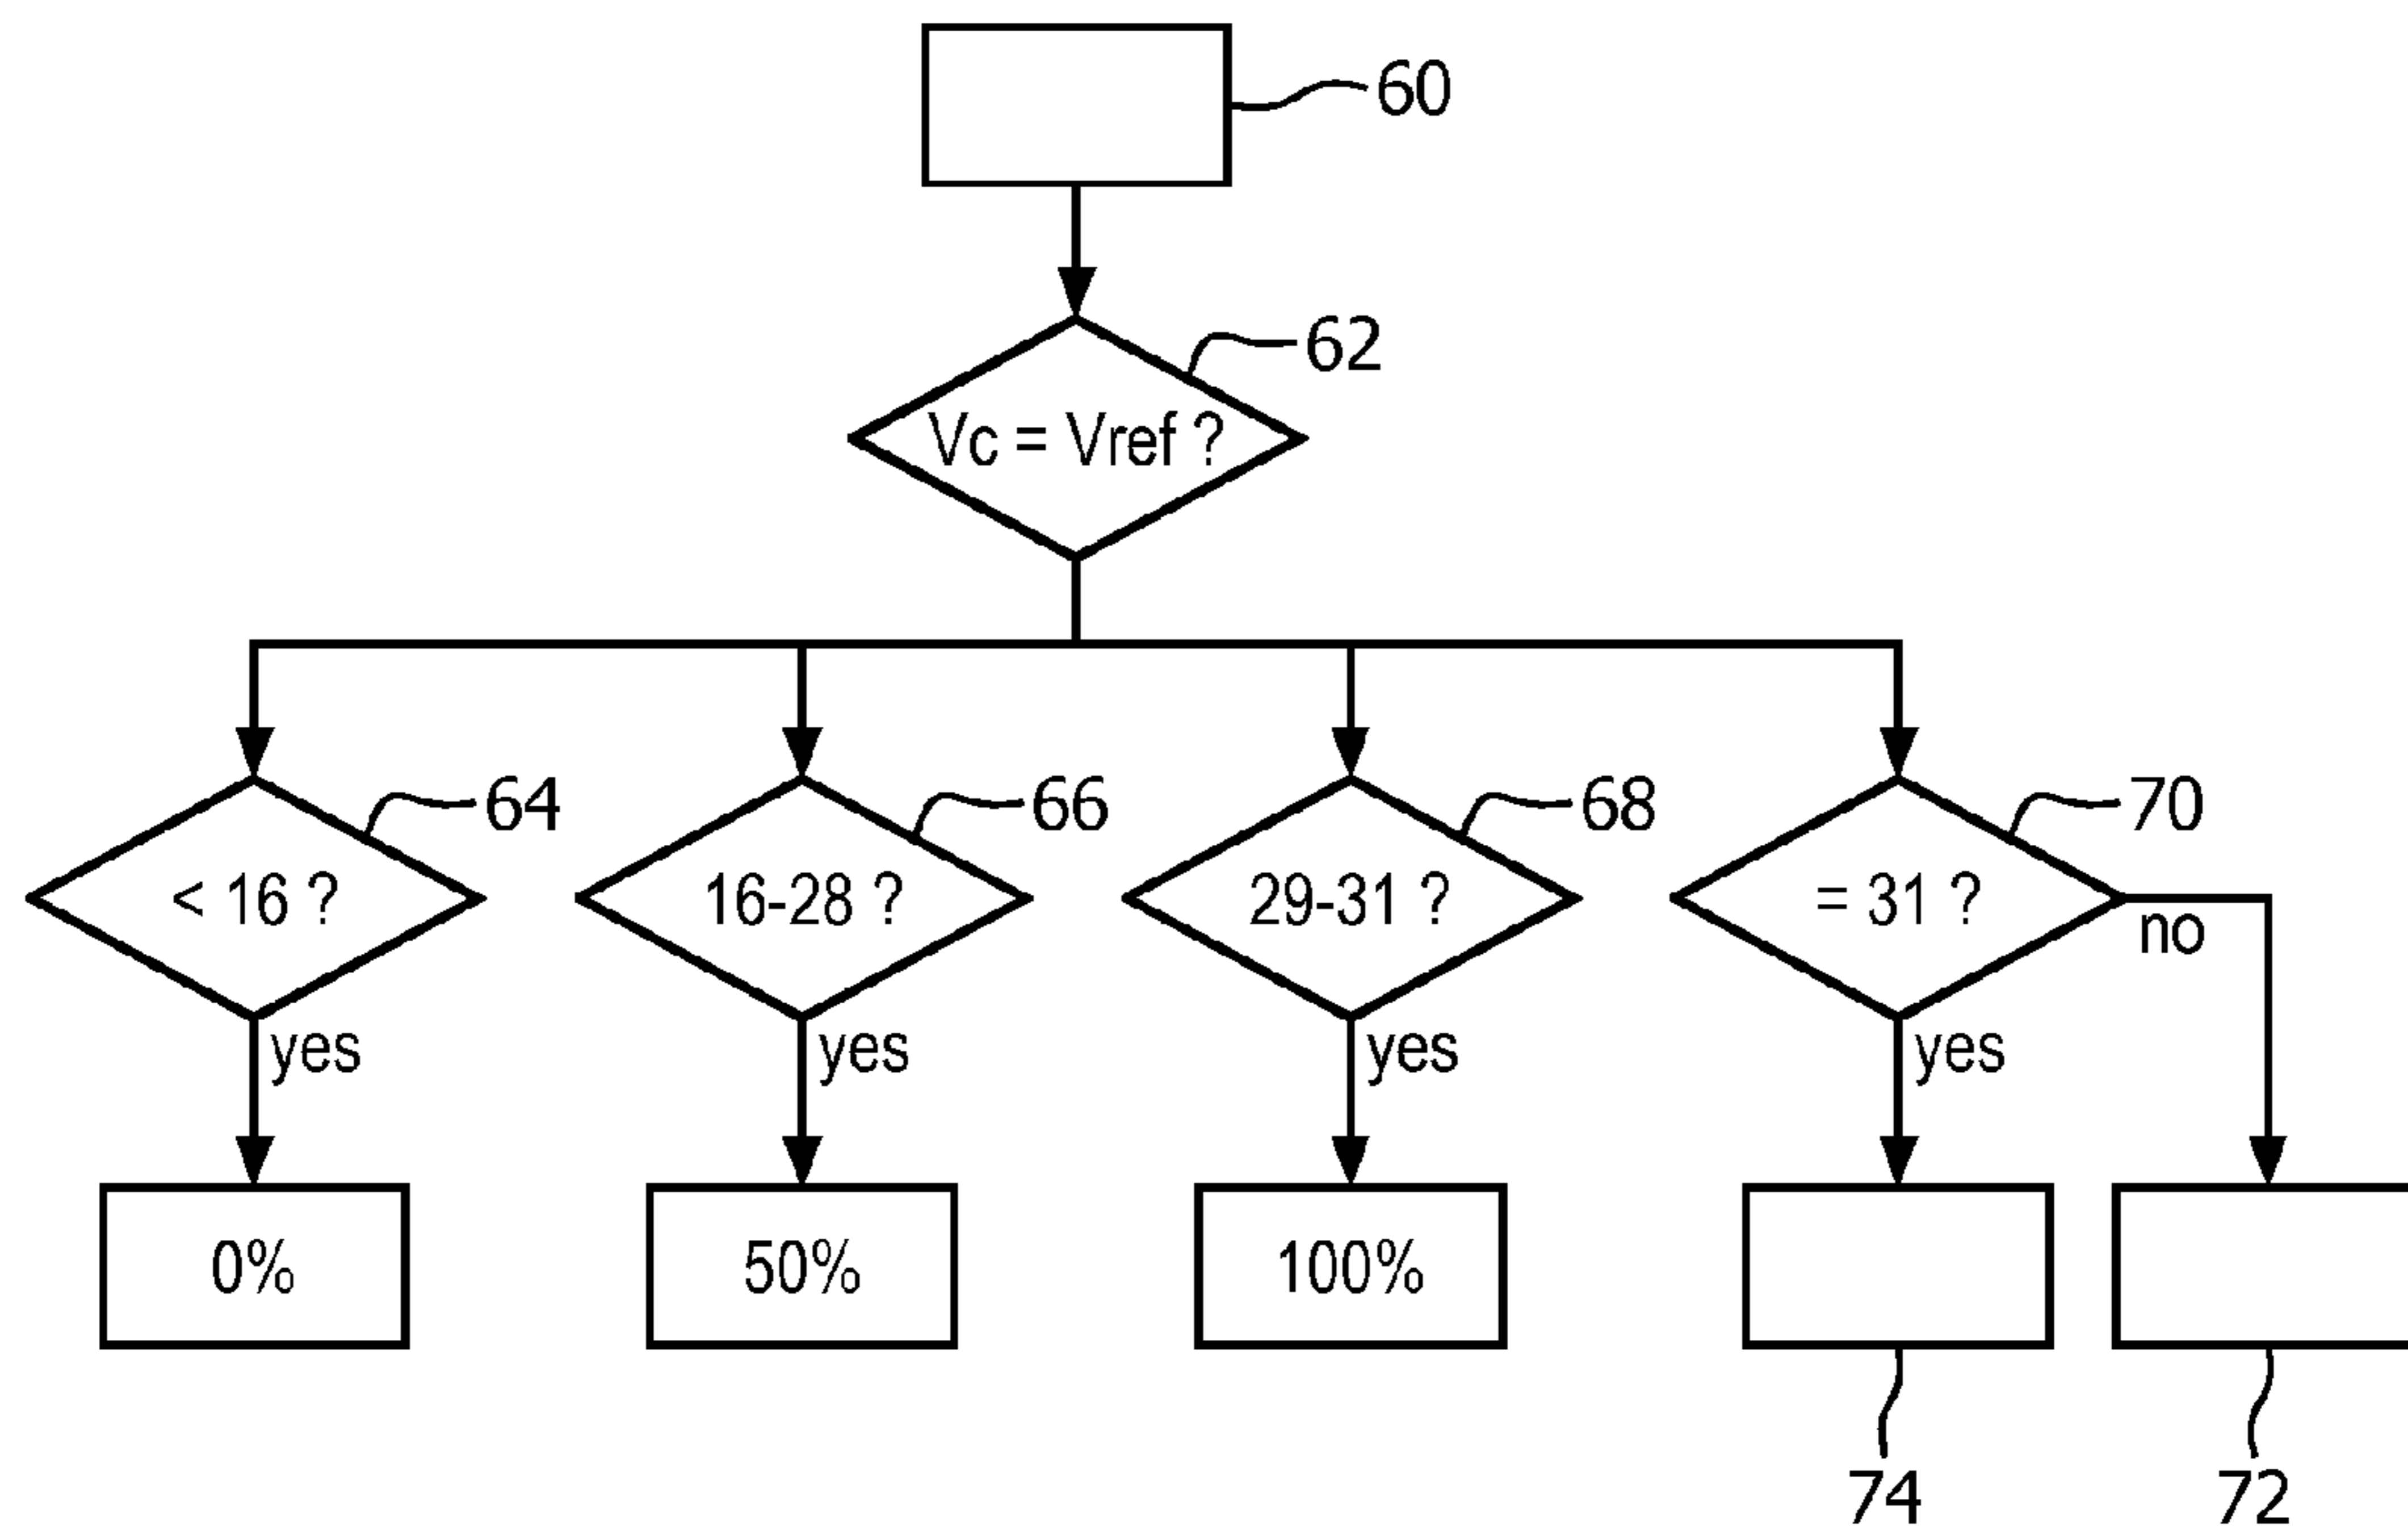 60
62
Vc = Vref ?
64
66
68
70
< 16 ?
16-28 ?
29-31 ?
= 31 ?
no
yes
yes
yes
yes
0%
50%
100%
74
72